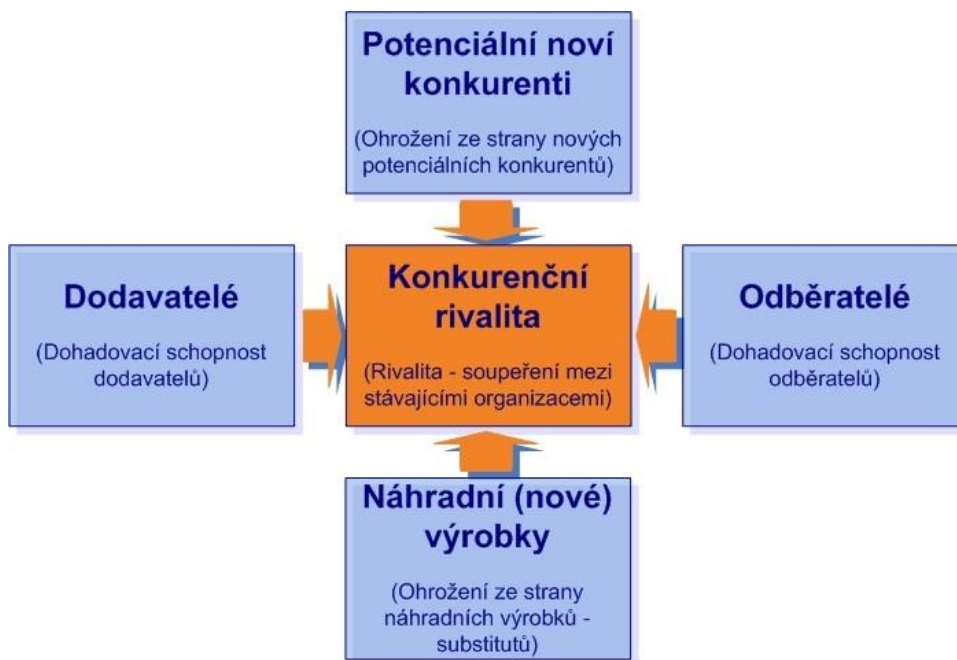 Potenciální noví
konkurenti
(Ohrožení ze strany nových
potenciálních konkurentů)
Dodavatelé
(Dohadovací schopnost
dodavatelů)
Konkurenční
rivalita
(Rivalita - soupeření mezi
stávajícími organizacemi)
Odběratelé
(Dohadovací schopnost
odběratelů)
Náhradní (nové)
výrobky
(Ohrožení ze strany
náhradních výrobků -
substitutů)